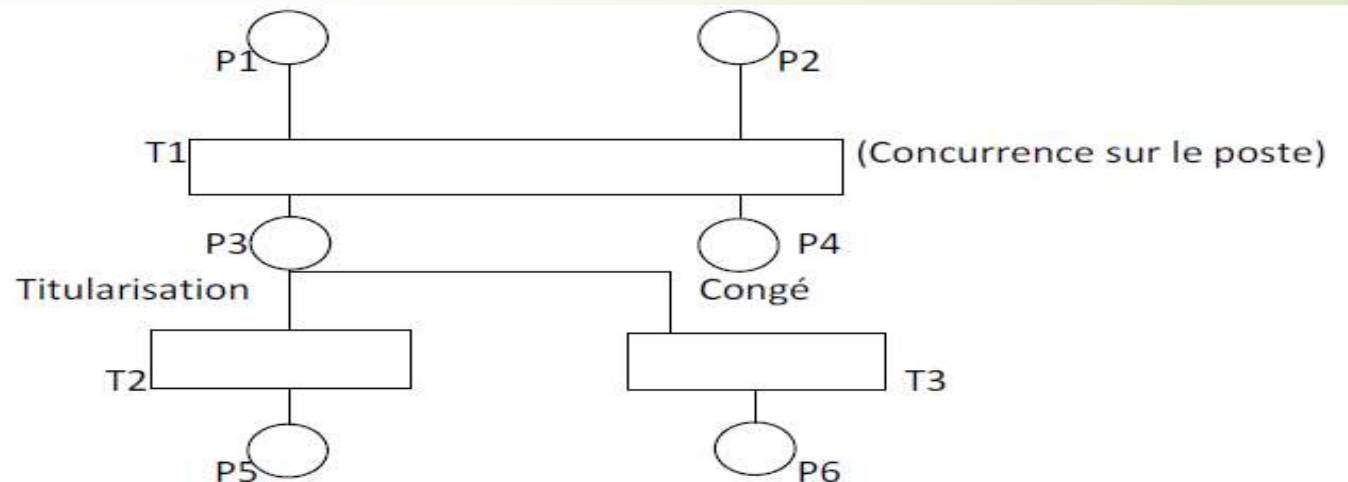 P1
P2
T1
(Concurrence sur le poste)
P3
P4
Titularisation
Congé
T2
T3
P5
P6